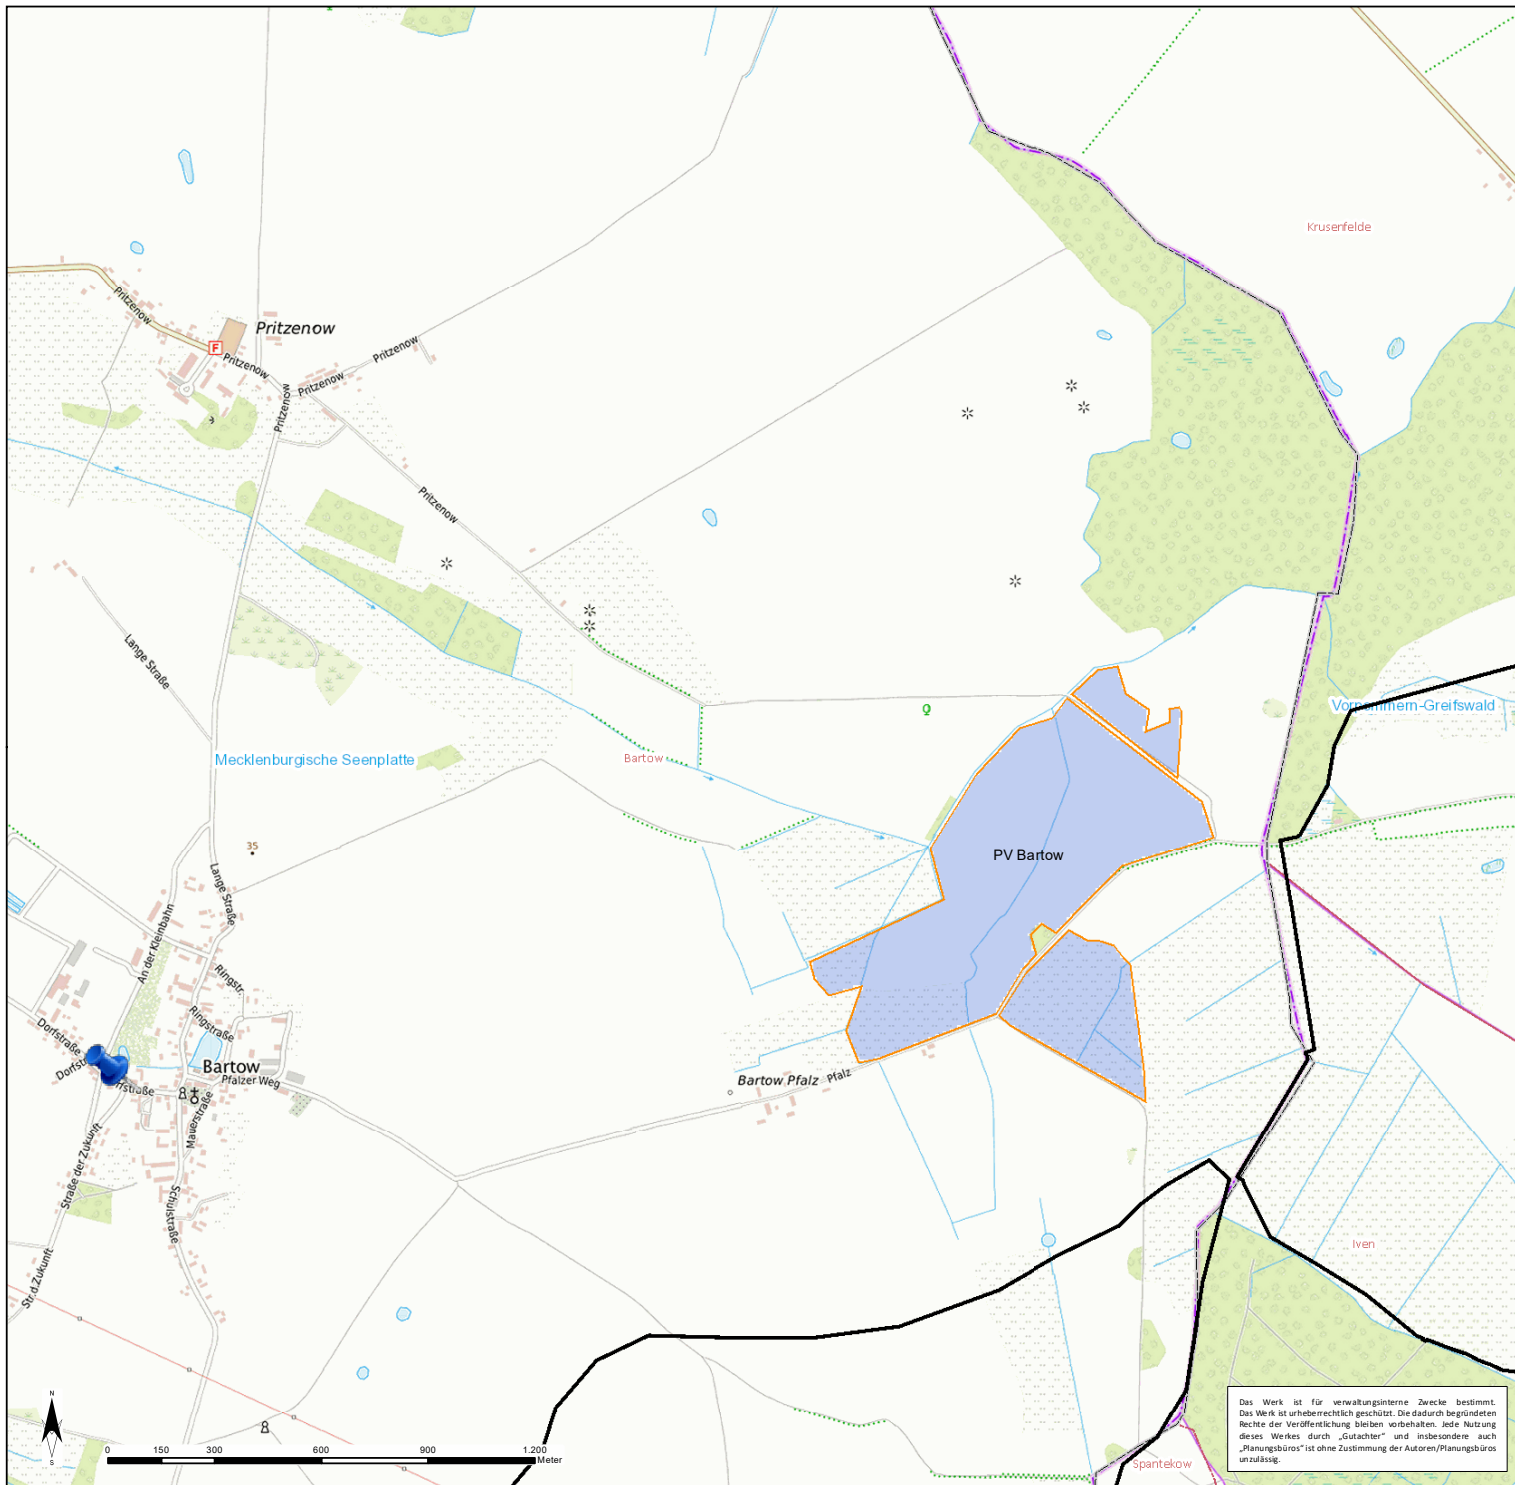 Krusenfelde
Pritzenow
Pritzenow
F
Pritzenow
Pritzenow
Pritzenow
Pritzenow
Pritzenow
Lange Straße
Vorpommern-Greifswald
Mecklenburgische Seenplatte
Bartow
35
PV Bartow
Lange Straße
An der Kleinbahn
Ringstr.
Ringstraße
Dorfstraße
Bartow
Pfalzer Weg
Bartow Pfalz
Pfalz
Mauerstraße
Straße der Zukunft
Schulstraße
Str.d.Zukunft
Iven
Spantekow
N
S
0 150 300 600 900 1.200
Meter
Das Werk ist für verwaltungsinterne Zwecke bestimmt.
Das Werk ist urheberrechtlich geschützt. Die dadurch begründeten
Rechte der Veröffentlichung bleiben vorbehalten. Jede Nutzung
dieses Werkes durch „Gutachter“ und insbesondere auch
„Planungsbüros“ ist ohne Zustimmung der Autoren/Planungsbüros
unzulässig.